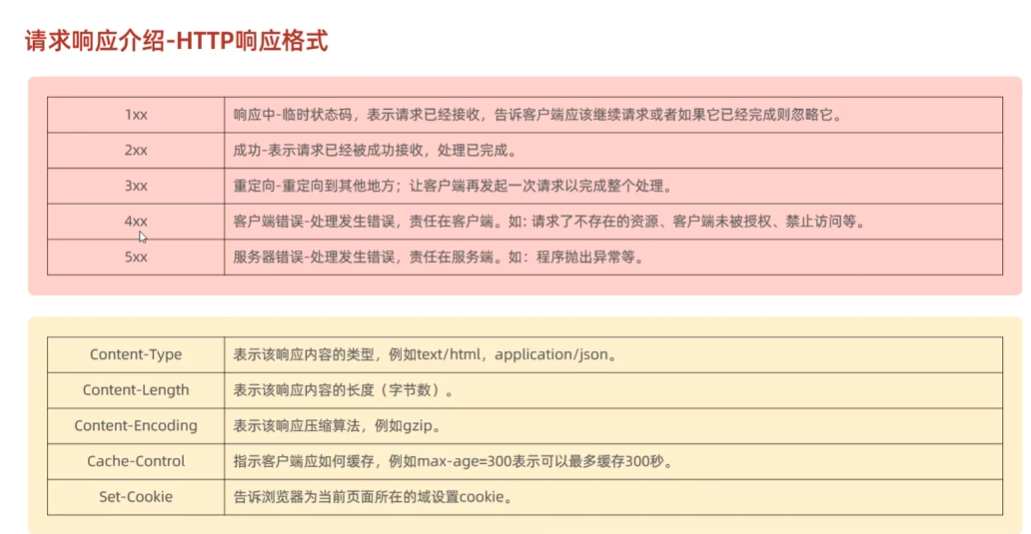 请求响应介绍-HTTP响应格式
1xx 响应中-临时状态码，表示请求已经接收，告诉客户端应该继续请求或者如果它已经完成则忽略它。
2xx 成功-表示请求已经被成功接收，处理已完成。
3xx 重定向-重定向到其他地方；让客户端再发起一次请求以完成整个处理。
4xx 客户端错误-处理发生错误，责任在客户端。如：请求了不存在的资源、客户端未被授权、禁止访问等。
5xx 服务器错误-处理发生错误，责任在服务端。如：程序抛出异常等。
Content-Type 表示该响应内容的类型，例如text/html，application/json。
Content-Length 表示该响应内容的长度（字节数）。
Content-Encoding 表示该响应压缩算法，例如gzip。
Cache-Control 指示客户端应如何缓存，例如max-age=300表示可以最多缓存300秒。
Set-Cookie 告诉浏览器为当前页面所在的域设置cookie。